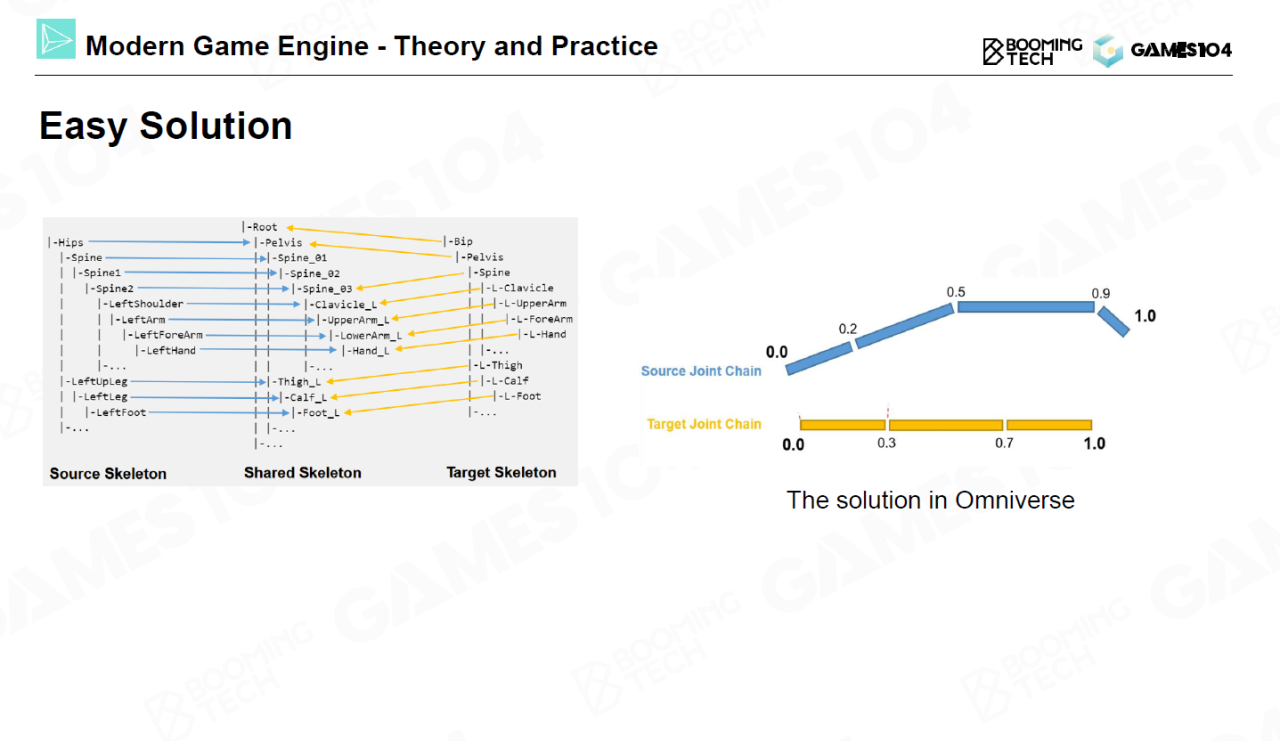 Modern Game Engine - Theory and Practice
BOOMING
TECH
GAMES104
Easy Solution
|-Root
|-Hips
|-Pelvis
|-Bip
|-Spine
|-Spine_01
|-Pelvis
|-Spine1
|-Spine_02
|-Spine
|-Spine2
|-Spine_03
|-L-Clavicle
|-LeftShoulder
|-Clavicle_L
|-L-UpperArm
|-LeftArm
|-UpperArm_L
|-L-ForeArm
|-LeftForeArm
|-LowerArm_L
|-L-Hand
|-LeftHand
|-Hand_L
|-...
|-...
|-...
|-L-Thigh
|-LeftUpLeg
|-Thigh_L
|-L-Calf
|-LeftLeg
|-Calf_L
|-L-Foot
|-LeftFoot
|-Foot_L
|-...
|-...
|-...
|-...
Source Skeleton
Shared Skeleton
Target Skeleton
0.0
0.2
0.5
0.9
1.0
Source Joint Chain
Target Joint Chain
0.0
0.3
0.7
1.0
The solution in Omniverse